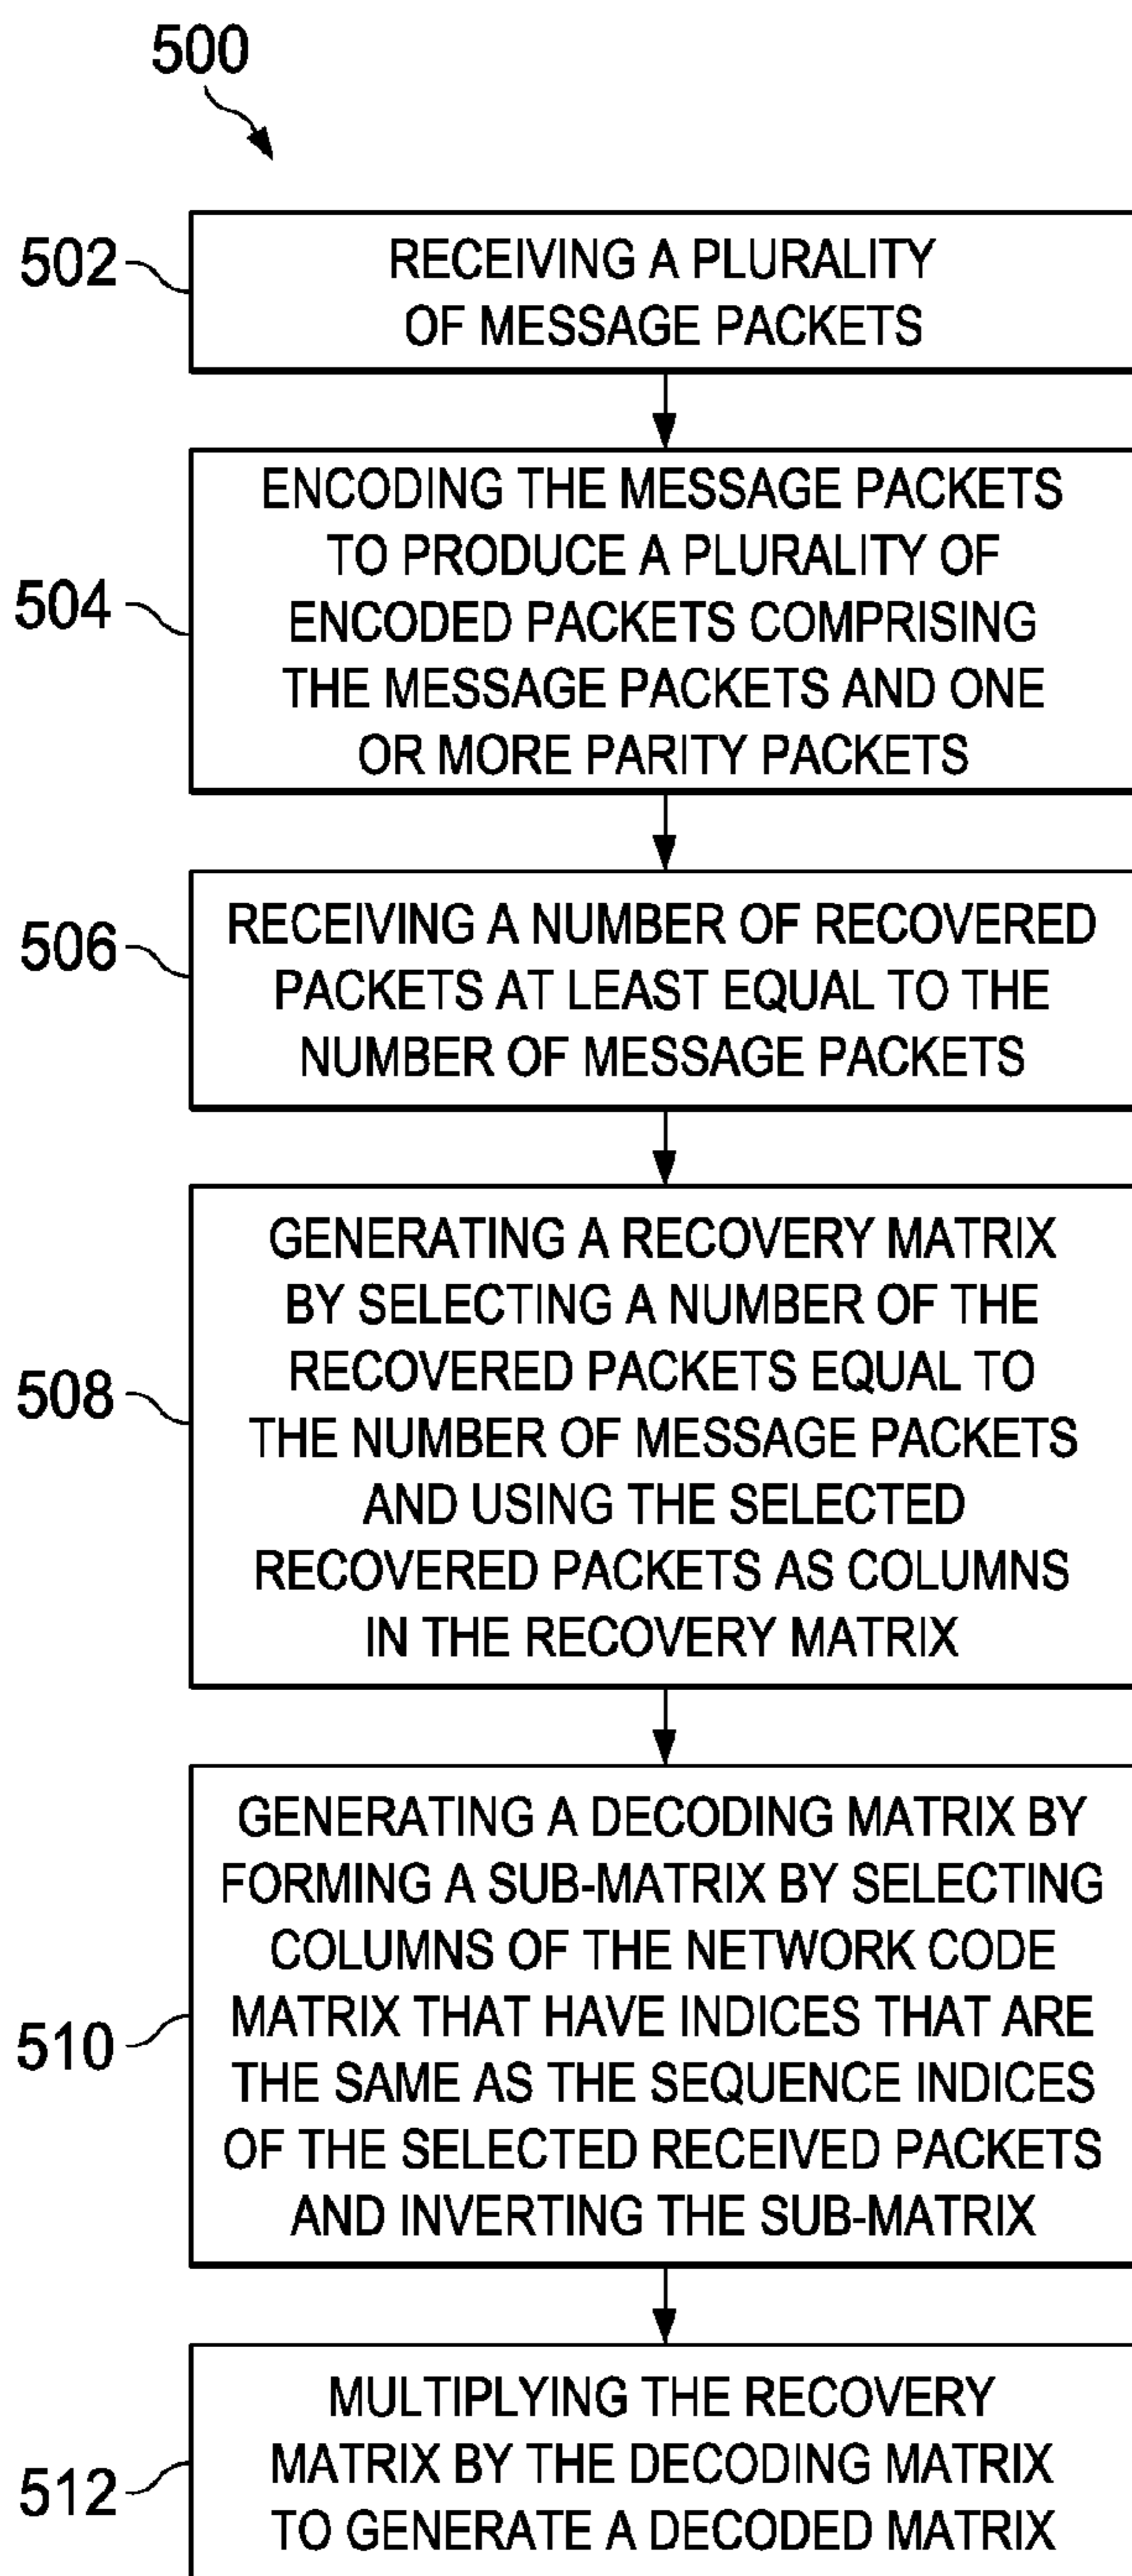 500
502
RECEIVING A PLURALITY
OF MESSAGE PACKETS
504
ENCODING THE MESSAGE PACKETS
TO PRODUCE A PLURALITY OF
ENCODED PACKETS COMPRISING
THE MESSAGE PACKETS AND ONE
OR MORE PARITY PACKETS
506
RECEIVING A NUMBER OF RECOVERED
PACKETS AT LEAST EQUAL TO THE
NUMBER OF MESSAGE PACKETS
508
GENERATING A RECOVERY MATRIX
BY SELECTING A NUMBER OF THE
RECOVERED PACKETS EQUAL TO
THE NUMBER OF MESSAGE PACKETS
AND USING THE SELECTED
RECOVERED PACKETS AS COLUMNS
IN THE RECOVERY MATRIX
510
GENERATING A DECODING MATRIX BY
FORMING A SUB-MATRIX BY SELECTING
COLUMNS OF THE NETWORK CODE
MATRIX THAT HAVE INDICES THAT ARE
THE SAME AS THE SEQUENCE INDICES
OF THE SELECTED RECEIVED PACKETS
AND INVERTING THE SUB-MATRIX
512
MULTIPLYING THE RECOVERY
MATRIX BY THE DECODING MATRIX
TO GENERATE A DECODED MATRIX